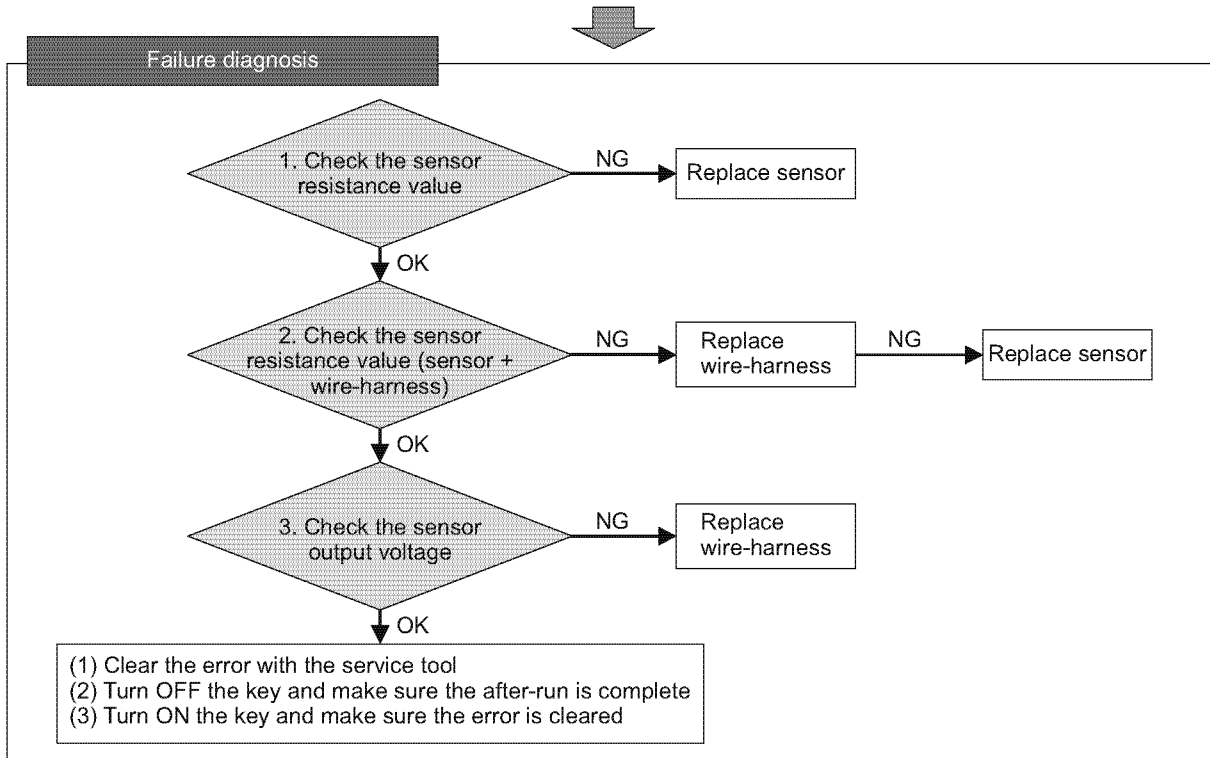 Failure diagnosis
1. Check the sensor
resistance value
NG
Replace sensor
OK
2. Check the sensor
resistance value (sensor +
wire-harness)
NG
Replace
wire-harness
NG
Replace sensor
OK
3. Check the sensor
output voltage
NG
Replace
wire-harness
OK
(1) Clear the error with the service tool
(2) Turn OFF the key and make sure the after-run is complete
(3) Turn ON the key and make sure the error is cleared